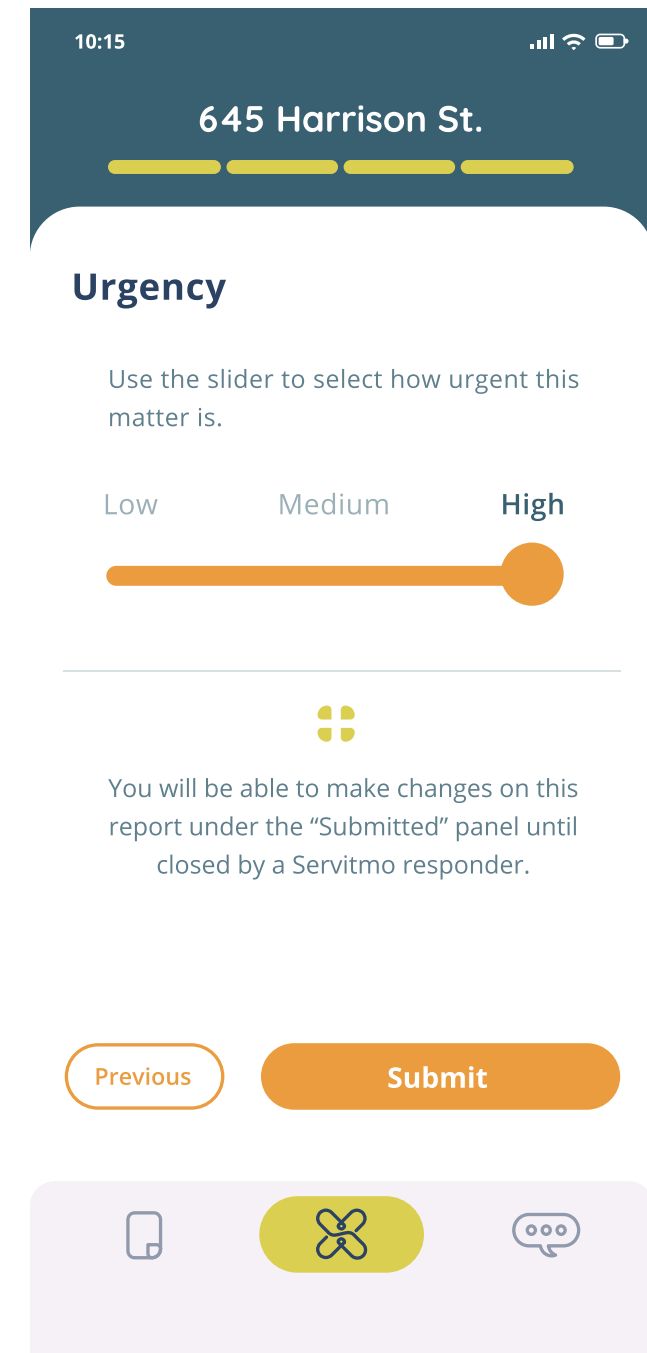 10:15
645 Harrison St.
Urgency
Use the slider to select how urgent this
matter is.
Low Medium High
You will be able to make changes on this
report under the “Submitted” panel until
closed by a Servitmo responder.
Previous Submit